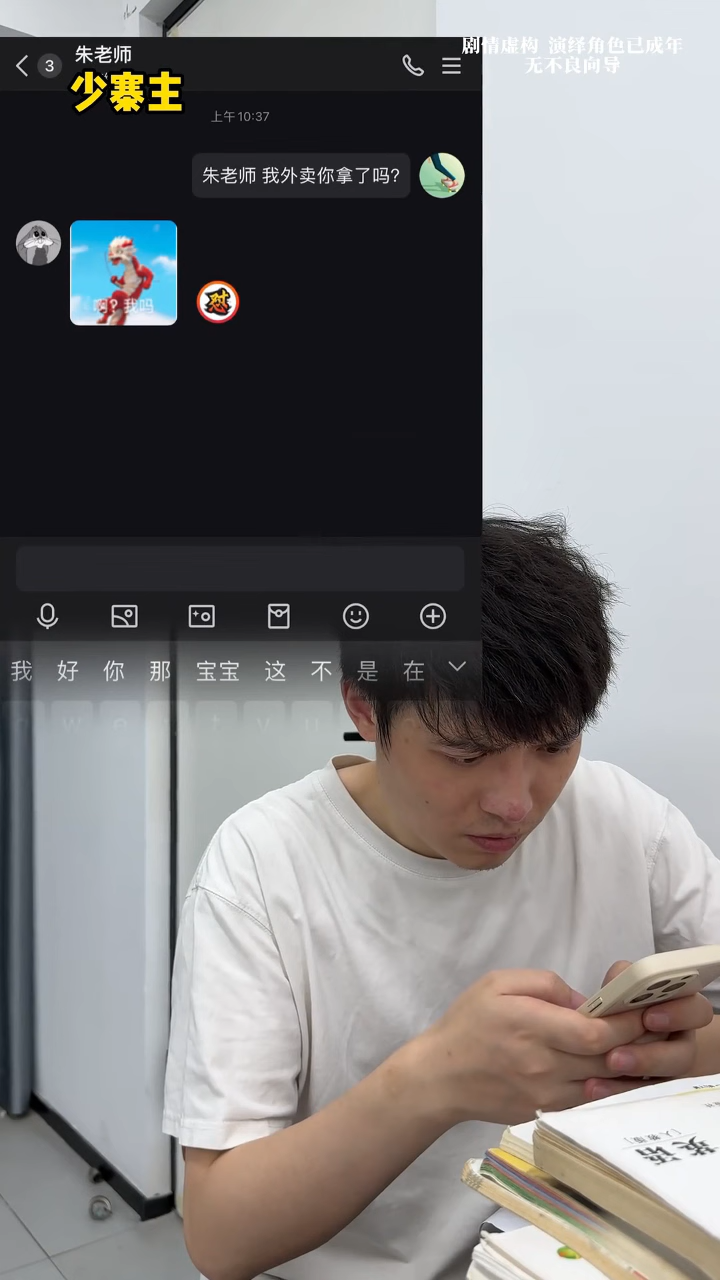 剧情虚构 演绎角色已成年
无不良向导
3
朱老师
少寨主
上午10:37
朱老师 我外卖你拿了吗?
啊? 我吗
怼
我 好 你 那 宝宝 这 不 是 在
w e t y u
英语